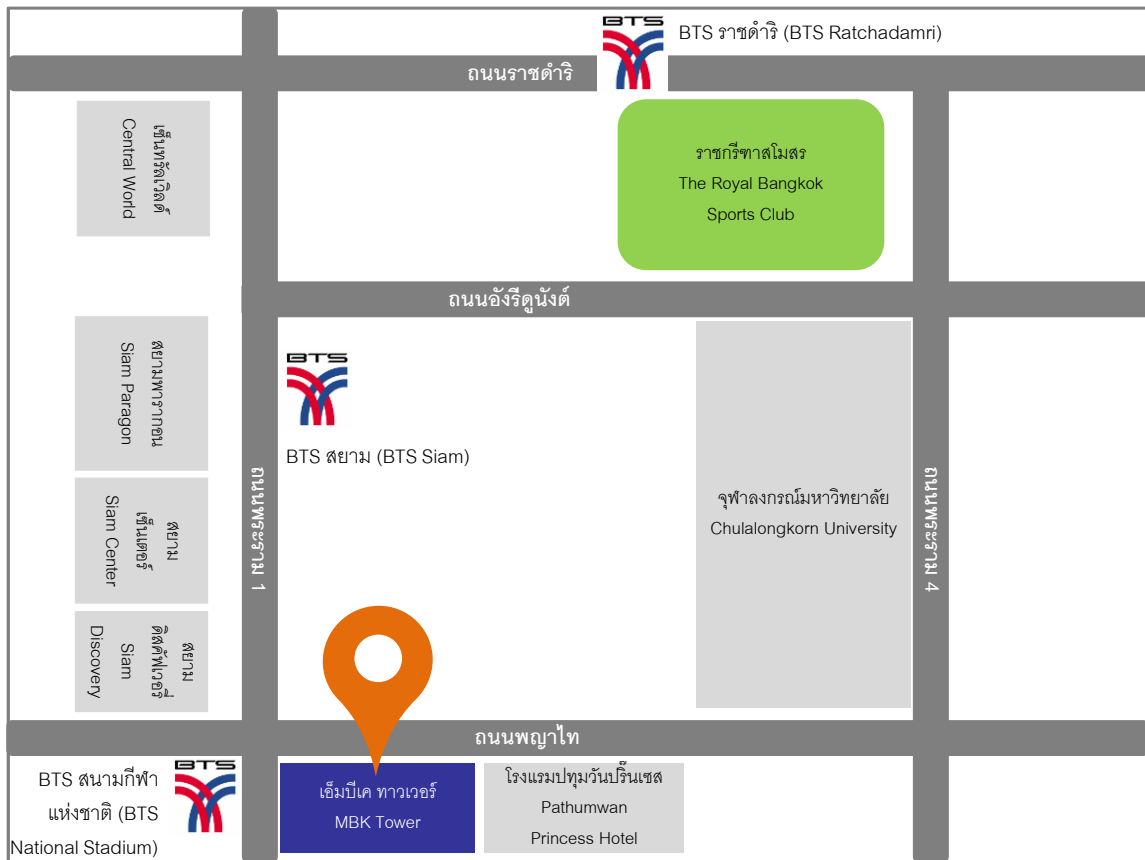 BTS
BTS ราชดำริ (BTS Ratchadamri)
ถนนราชดำริ
เซ็นทรัลเวิลด์
Central World
ราชกรีฑาสโมสร
The Royal Bangkok
Sports Club
ถนนอังรีดูนังต์
สยามพารากอน
Siam Paragon
BTS
BTS สยาม (BTS Siam)
ถนนพระราม 1
สยาม
เซ็นเตอร์
Siam Center
จุฬาลงกรณ์มหาวิทยาลัย
Chulalongkorn University
ถนนพระราม 4
สยาม
ดิสคัฟเวอรี่
Siam
Discovery
ถนนพญาไท
BTS สนามกีฬา
แห่งชาติ (BTS
National Stadium)
BTS
เอ็มบีเค ทาวเวอร์
MBK Tower
โรงแรมปทุมวันปริ๊นเซส
Pathumwan
Princess Hotel